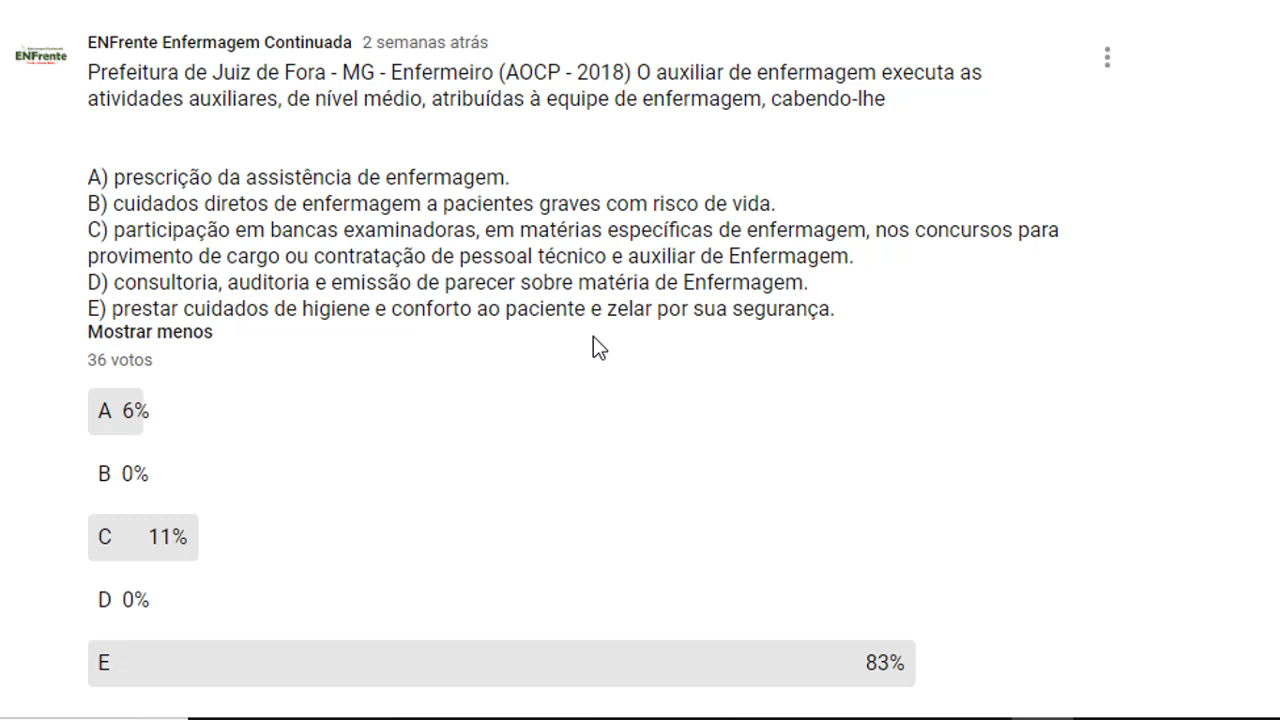 ENFrente
ENFrente Enfermagem Continuada 2 semanas atrás
Prefeitura de Juiz de Fora - MG - Enfermeiro (AOCP - 2018) O auxiliar de enfermagem executa as
atividades auxiliares, de nível médio, atribuídas à equipe de enfermagem, cabendo-lhe
A) prescrição da assistência de enfermagem.
B) cuidados diretos de enfermagem a pacientes graves com risco de vida.
C) participação em bancas examinadoras, em matérias específicas de enfermagem, nos concursos para
provimento de cargo ou contratação de pessoal técnico e auxiliar de Enfermagem.
D) consultoria, auditoria e emissão de parecer sobre matéria de Enfermagem.
E) prestar cuidados de higiene e conforto ao paciente e zelar por sua segurança.
Mostrar menos
36 votos
A 6%
B 0%
C 11%
D 0%
E 83%